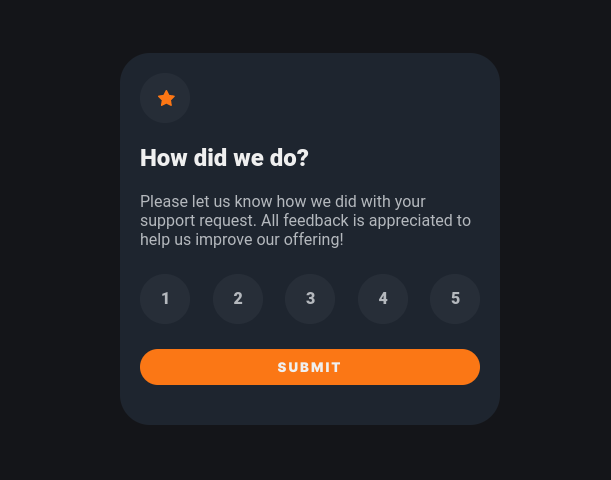 How did we do?
Please let us know how we did with your
support request. All feedback is appreciated to
help us improve our offering!
1 2 3 4 5
SUBMIT